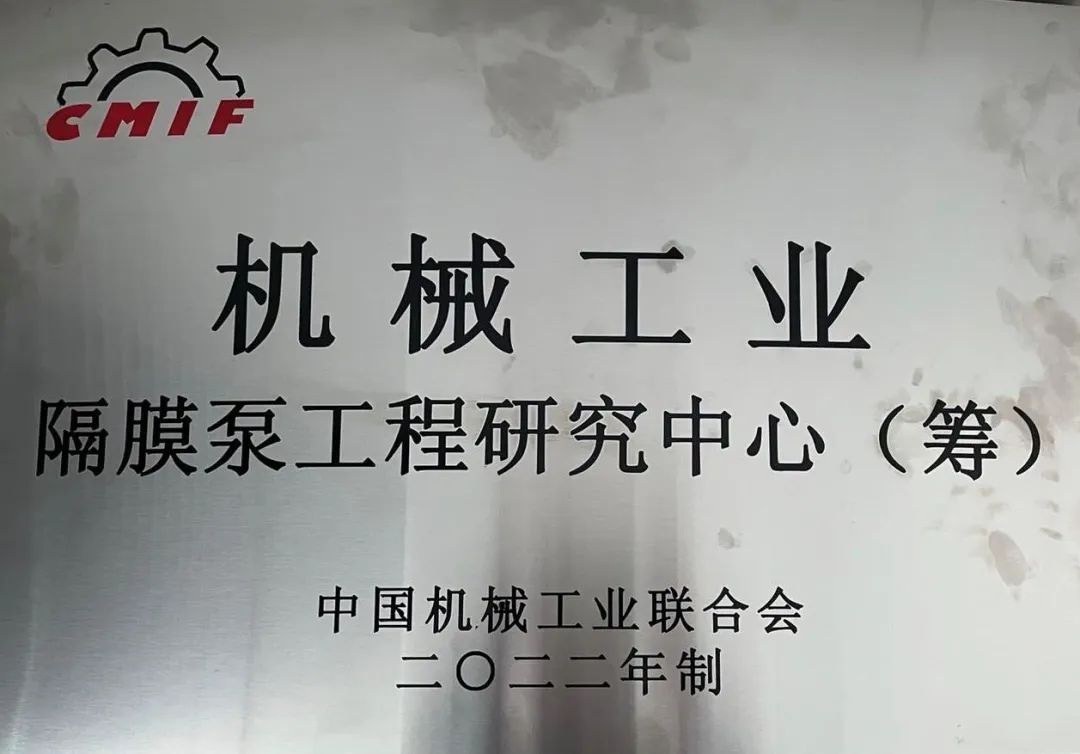 CMIF
机械工业
隔膜泵工程研究中心（筹）
中国机械工业联合会
二〇二二年制